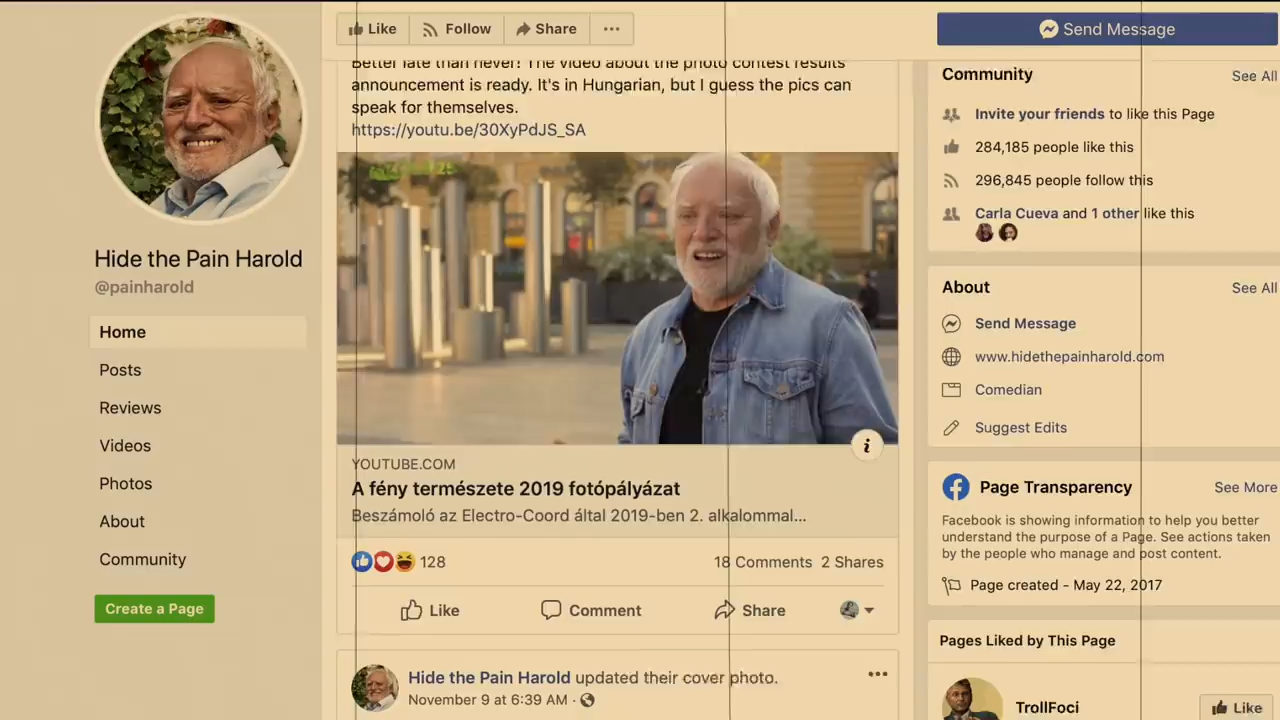 Like
Follow
Share
Send Message
Hide the Pain Harold
@painharold
Home
Posts
Reviews
Videos
Photos
About
Community
Create a Page
Better late than never! The video about the photo contest results
announcement is ready. It's in Hungarian, but I guess the pics can
speak for themselves.
https://youtu.be/30XyPdJS_SA
YOUTUBE.COM
A fény természete 2019 fotópályázat
Beszámoló az Electro-Coord által 2019-ben 2. alkalommal...
128
18 Comments 2 Shares
Like
Comment
Share
Hide the Pain Harold updated their cover photo.
November 9 at 6:39 AM ·
Community
See All
Invite your friends to like this Page
284,185 people like this
296,845 people follow this
Carla Cueva and 1 other like this
About
See All
Send Message
www.hidethepainharold.com
Comedian
Suggest Edits
Page Transparency
See More
Facebook is showing information to help you better
understand the purpose of a Page. See actions taken
by the people who manage and post content.
Page created - May 22, 2017
Pages Liked by This Page
TrollFoci
Like